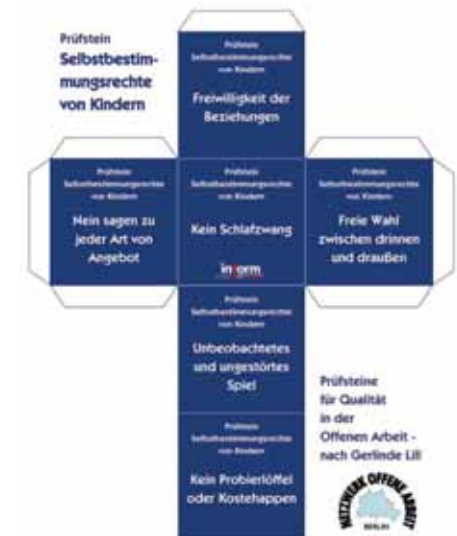 Prüfstein
Selbstbestim-
mungsrechte
von Kindern
Prüfstein
Selbstbestimmungsrechte
von Kindern
Freiwilligkeit der
Beziehungen
Prüfstein
Selbstbestimmungsrechte
von Kindern
Nein sagen zu
jeder Art von
Angebot
Prüfstein
Selbstbestimmungsrechte
von Kindern
Kein Schlafzwang
inform
Prüfstein
Selbstbestimmungsrechte
von Kindern
Freie Wahl
zwischen drinnen
und draußen
Prüfstein
Selbstbestimmungsrechte
von Kindern
Unbeobachtetes
und ungestörtes
Spiel
Prüfstein
Selbstbestimmungsrechte
von Kindern
Kein Probierlöffel
oder Kostehappen
Prüfsteine
für Qualität
in der
Offenen Arbeit -
nach Gerlinde Lill
NETZWERK OFFENE ARBEIT
BERLIN